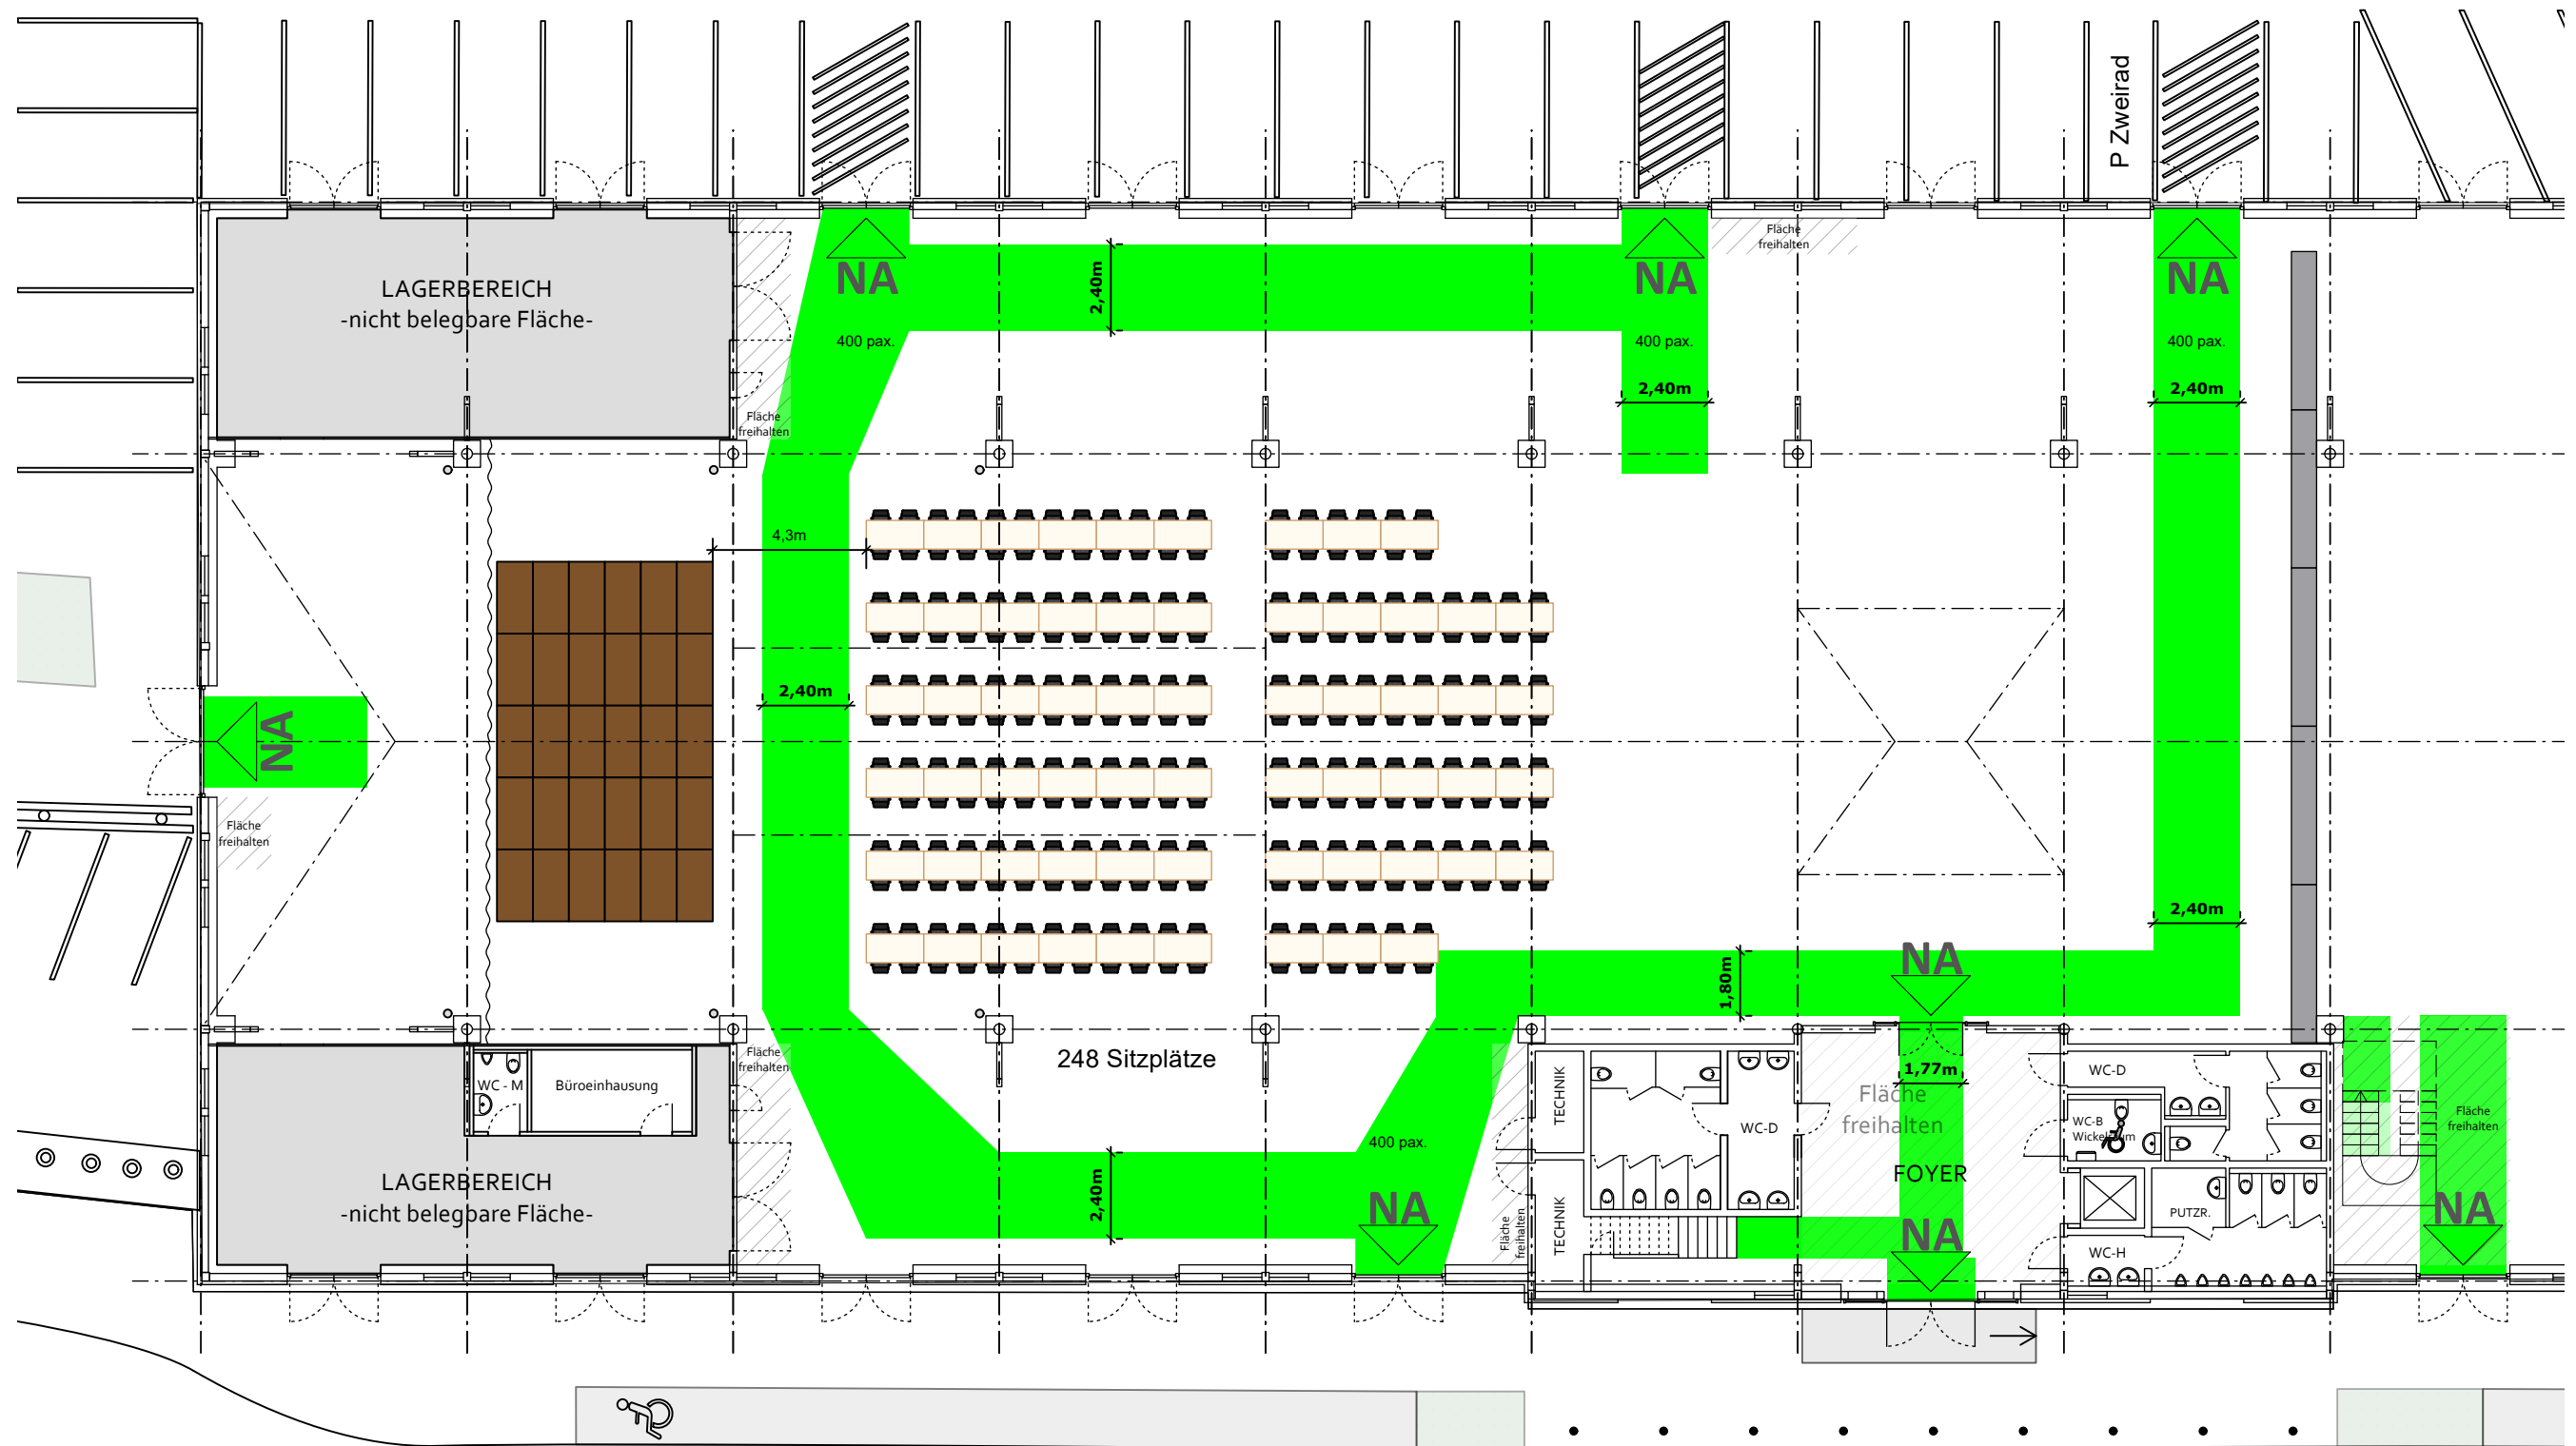 P Zweirad
Fläche
freihalten
LAGERBEREICH
-nicht belegbare Fläche-
NA
NA
NA
2,40m
400 pax.
400 pax.
400 pax.
2,40m
2,40m
Fläche
freihalten
4,3m
2,40m
NA
Fläche
freihalten
2,40m
NA
1,80m
248 Sitzplätze
Fläche
freihalten
WC - M
Büroeinhausung
TECHNIK
1,77m
Fläche
freihalten
WC-D
WC-D
WC-B
Wickelraum
Fläche
freihalten
400 pax.
FOYER
LAGERBEREICH
-nicht belegbare Fläche-
2,40m
NA
Fläche
freihalten
TECHNIK
NA
PUTZR.
WC-H
NA